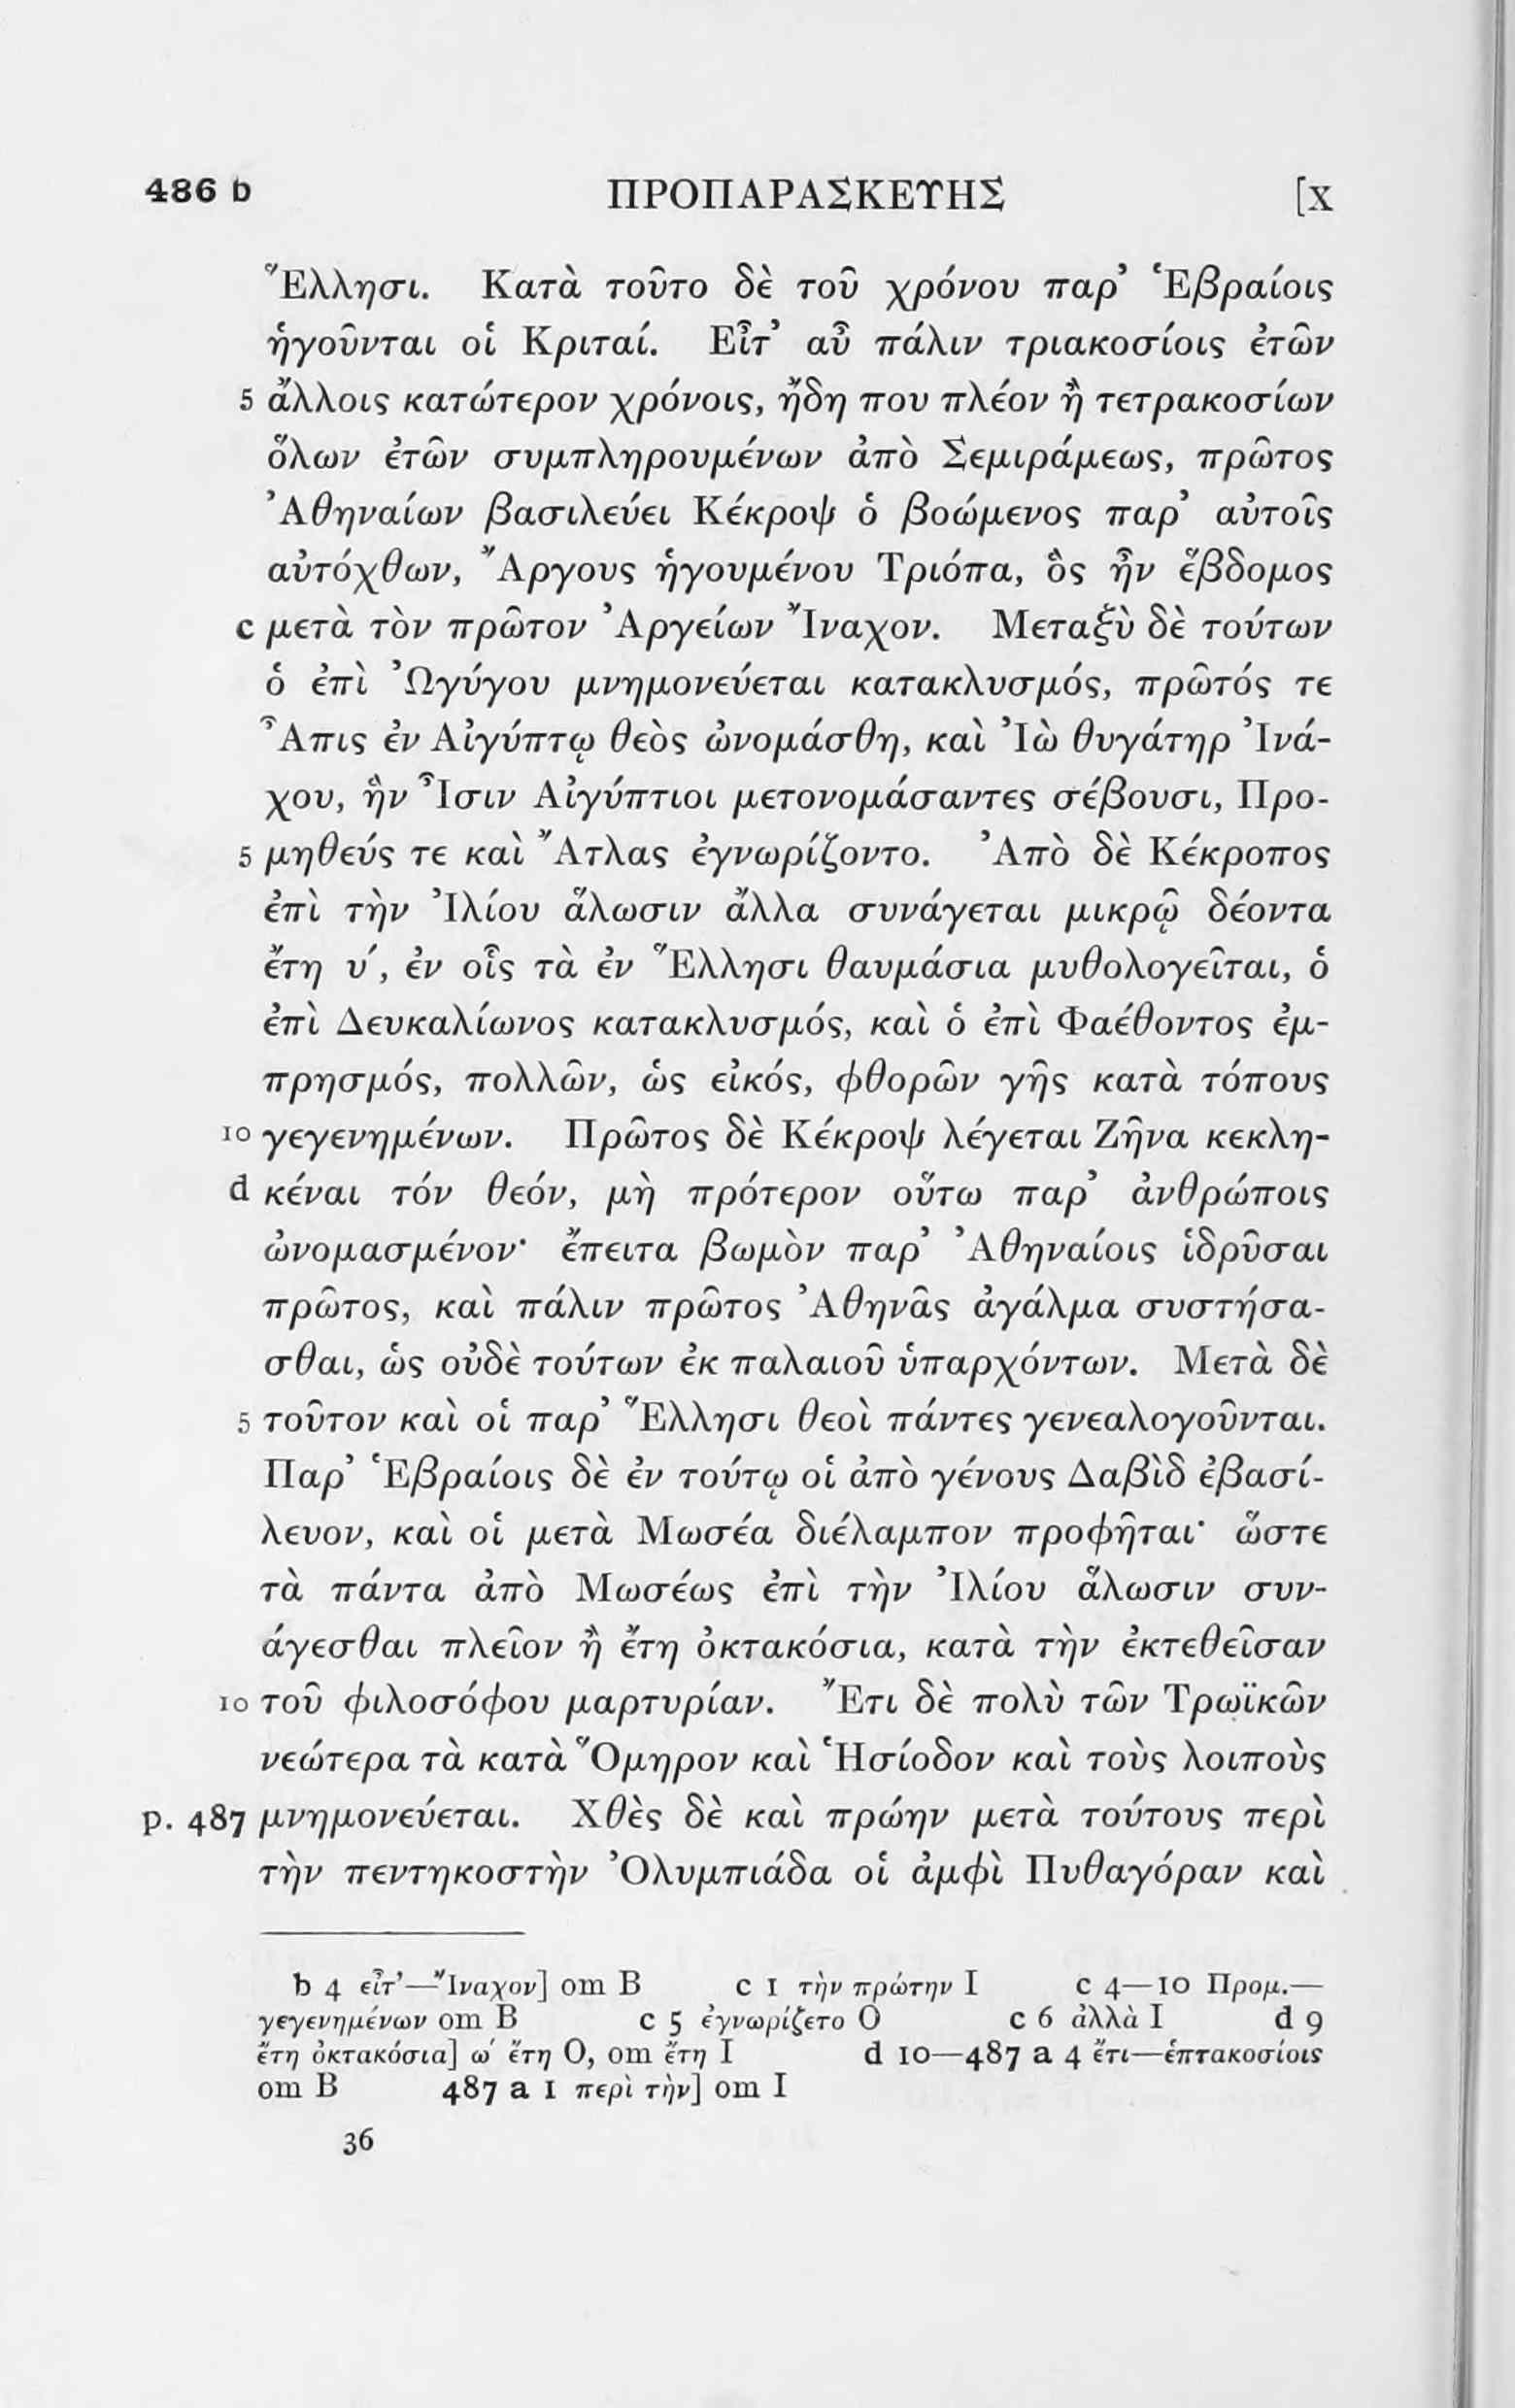 486 b ΠΡΟΠΑΡΑΣΚΕΥΗΣ [X
Ἕλλησι. Κατὰ τοῦτο δὲ τοῦ χρόνου παρ’ Ἑβραίοις
ἡγοῦνται οἱ Κριταί. Εἶτ’ αὖ πάλιν τριακοσίοις ἐτῶν
5 ἄλλοις κατώτερον χρόνοις, ἤδη που πλέον ἢ τετρακοσίων
ὅλων ἐτῶν συμπληρουμένων ἀπὸ Σεμιράμεως, πρῶτος
Ἀθηναίων βασιλεύει Κέκροψ ὁ βοώμενος παρ’ αὐτοῖς
αὐτόχθων, Ἄργους ἡγουμένου Τριόπα, ὃς ἦν ἕβδομος
c μετὰ τὸν πρῶτον Ἀργείων Ἴναχον. Μεταξὺ δὲ τούτων
ὁ ἐπὶ Ὠγύγου μνημονεύεται κατακλυσμός, πρῶτός τε
Ἆπις ἐν Αἰγύπτῳ θεὸς ὠνομάσθη, καὶ Ἰὼ θυγάτηρ Ἰνά-
χου, ἣν Ἶσιν Αἰγύπτιοι μετονομάσαντες σέβουσι, Προ-
5 μηθεύς τε καὶ Ἄτλας ἐγνωρίζοντο. Ἀπὸ δὲ Κέκροπος
ἐπὶ τὴν Ἰλίου ἅλωσιν ἄλλα συνάγεται μικρῷ δέοντα
ἔτη υ′, ἐν οἷς τὰ ἐν Ἕλλησι θαυμάσια μυθολογεῖται, ὁ
ἐπὶ Δευκαλίωνος κατακλυσμός, καὶ ὁ ἐπὶ Φαέθοντος ἐμ-
πρησμός, πολλῶν, ὡς εἰκός, φθορῶν γῆς κατὰ τόπους
10 γεγενημένων. Πρῶτος δὲ Κέκροψ λέγεται Ζῆνα κεκλη-
d κέναι τόν θεόν, μὴ πρότερον οὕτω παρ’ ἀνθρώποις
ὠνομασμένον· ἔπειτα βωμὸν παρ’ Ἀθηναίοις ἱδρῦσαι
πρῶτος, καὶ πάλιν πρῶτος Ἀθηνᾶς ἀγάλμα συστήσα-
σθαι, ὡς οὐδὲ τούτων ἐκ παλαιοῦ ὑπαρχόντων. Μετὰ δὲ
5 τοῦτον καὶ οἱ παρ’ Ἕλλησι θεοὶ πάντες γενεαλογοῦνται.
Παρ’ Ἑβραίοις δὲ ἐν τούτῳ οἱ ἀπὸ γένους Δαβὶδ ἐβασί-
λευον, καὶ οἱ μετὰ Μωσέα διέλαμπον προφῆται· ὥστε
τὰ πάντα ἀπὸ Μωσέως ἐπὶ τὴν Ἰλίου ἅλωσιν συν-
άγεσθαι πλεῖον ἢ ἔτη ὀκτακόσια, κατὰ τὴν ἐκτεθεῖσαν
10 τοῦ φιλοσόφου μαρτυρίαν. Ἔτι δὲ πολὺ τῶν Τρωϊκῶν
νεώτερα τὰ κατὰ Ὅμηρον καὶ Ἡσίοδον καὶ τοὺς λοιποὺς
p. 487 μνημονεύεται. Χθὲς δὲ καὶ πρώην μετὰ τούτους περὶ
τὴν πεντηκοστὴν Ὀλυμπιάδα οἱ ἀμφὶ Πυθαγόραν καὶ
b 4 εἶτ’—Ἴναχον] om B c 1 τὴν πρώτην I c 4—10 Προμ.—
γεγενημένων om B c 5 ἐγνωρίζετο O c 6 ἀλλὰ I d 9
ἔτη ὀκτακόσια] ω′ ἔτη O, om ἔτη I d 10—487 a 4 ἔτι—ἑπτακοσίοις
om B 487 a 1 περὶ τὴν] om I
36